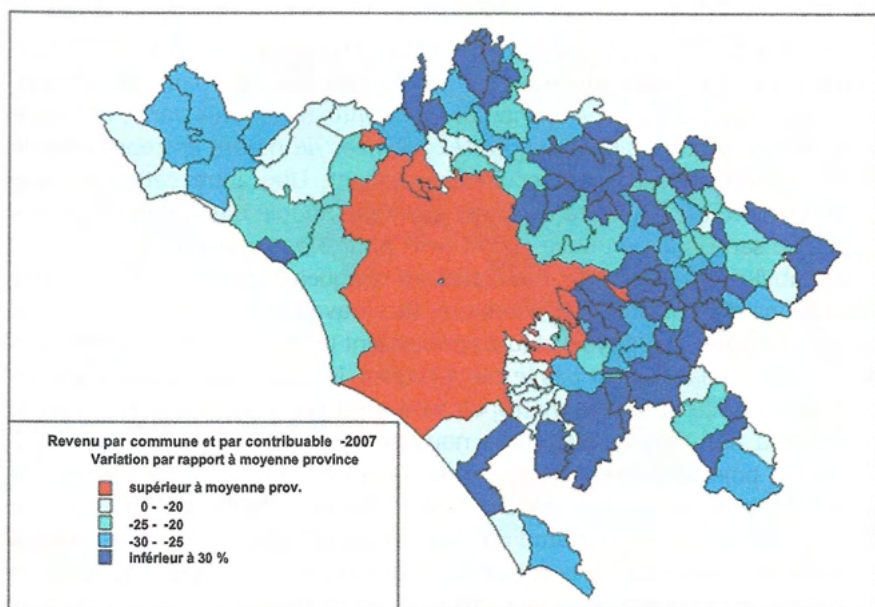 Revenu par commune et par contribuable -2007
Variation par rapport à moyenne province
supérieur à moyenne prov.
0 - -20
-25 - -20
-30 - -25
inférieur à 30 %